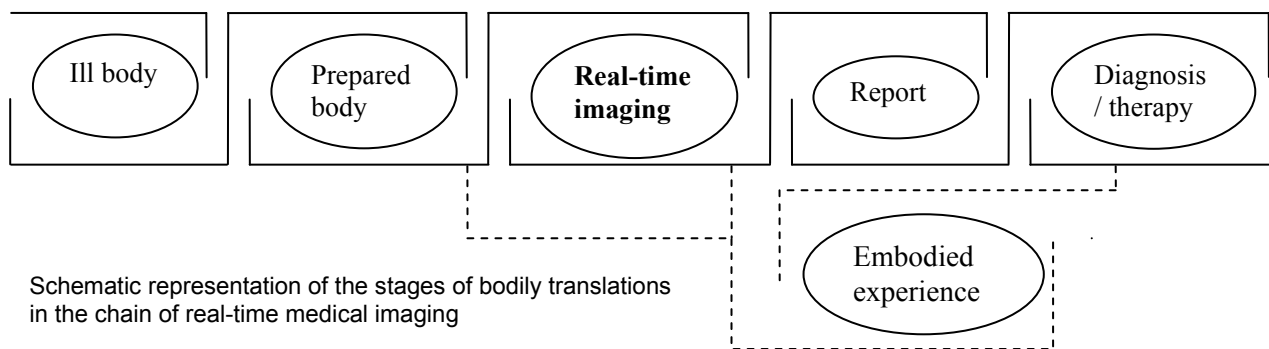 Ill body
Prepared
body
Real-time
imaging
Report
Diagnosis
/ therapy
Embodied
experience
Schematic representation of the stages of bodily translations
in the chain of real-time medical imaging